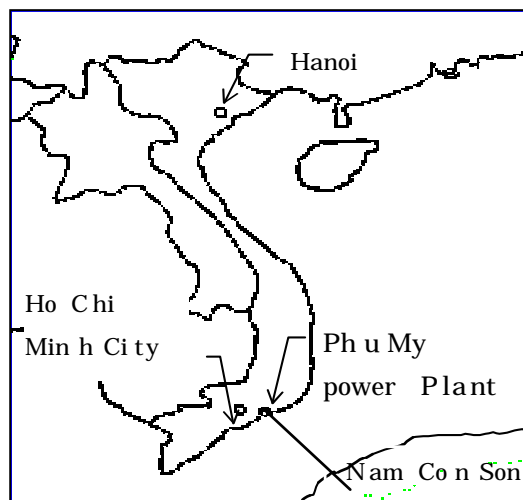 Hanoi
Ho Chi
Minh City
Phu My
power Plant
Nam Con Son